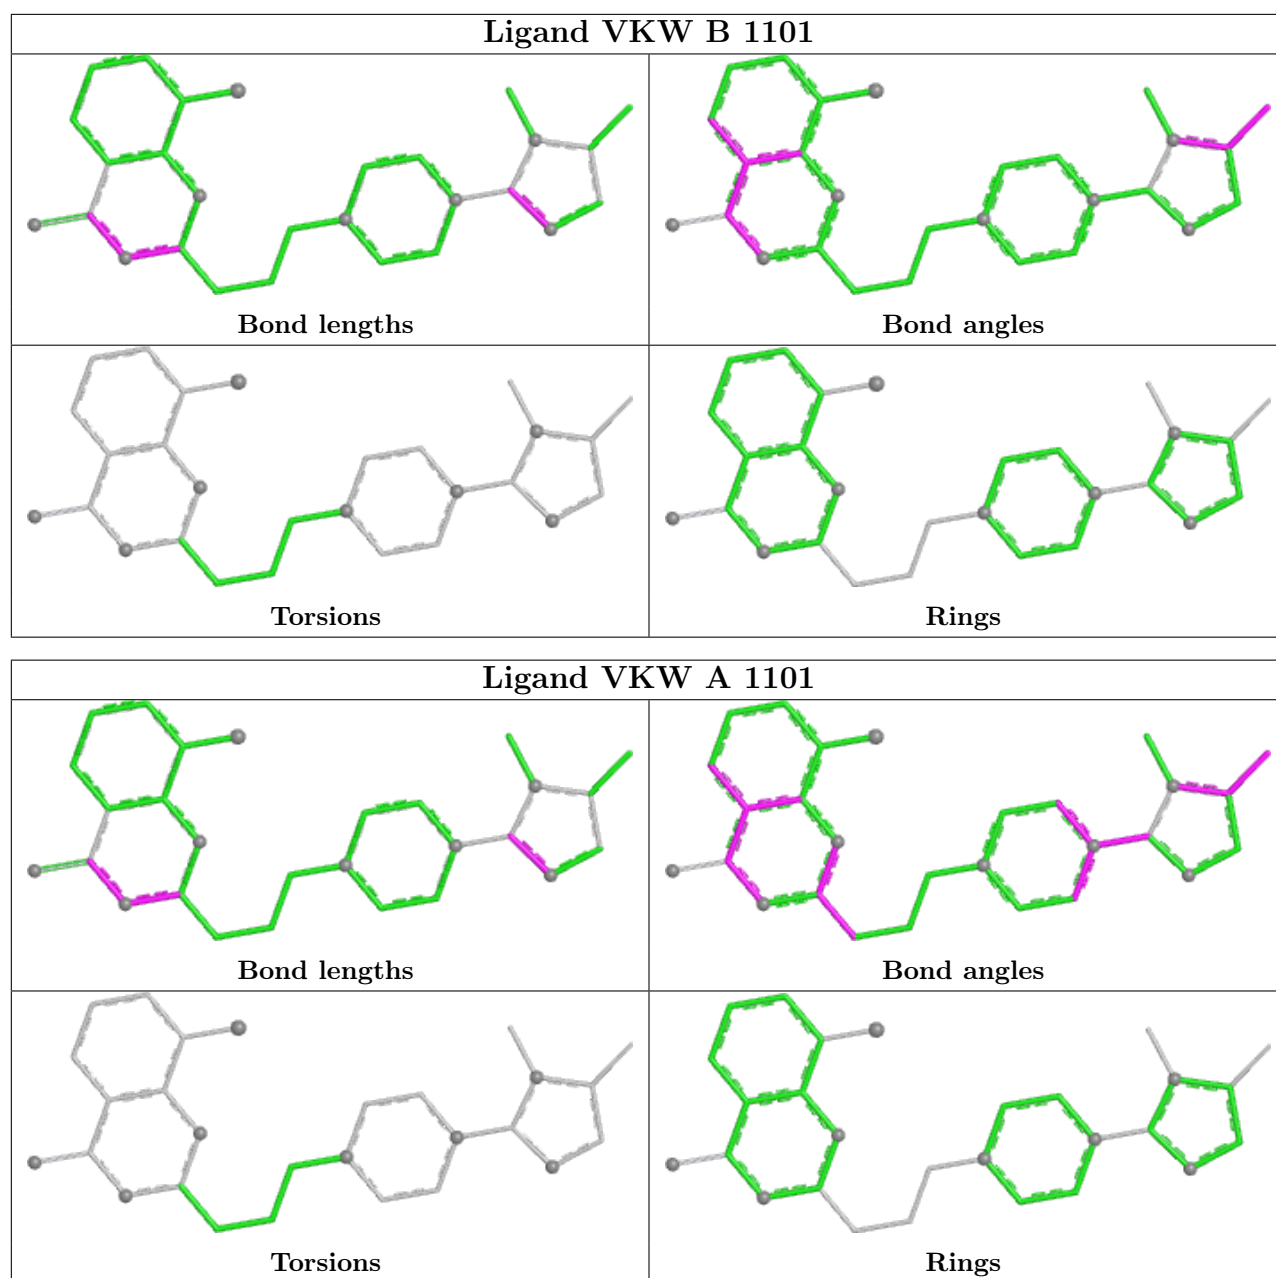 Ligand VKW B 1101
Bond lengths
Bond angles
Torsions
Rings
Ligand VKW A 1101
Bond lengths
Bond angles
Torsions
Rings